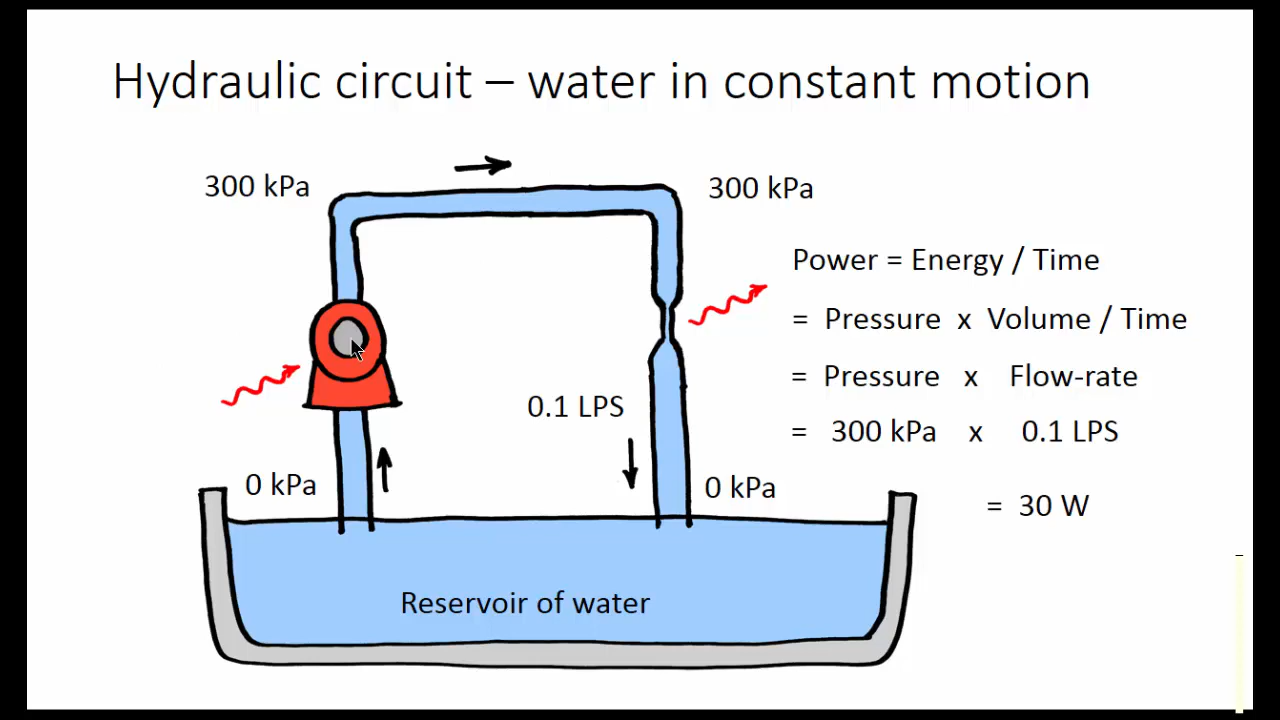 Hydraulic circuit – water in constant motion
300 kPa
300 kPa
Power = Energy / Time
= Pressure x Volume / Time
= Pressure x Flow-rate
0.1 LPS
= 300 kPa x 0.1 LPS
0 kPa
0 kPa
= 30 W
Reservoir of water